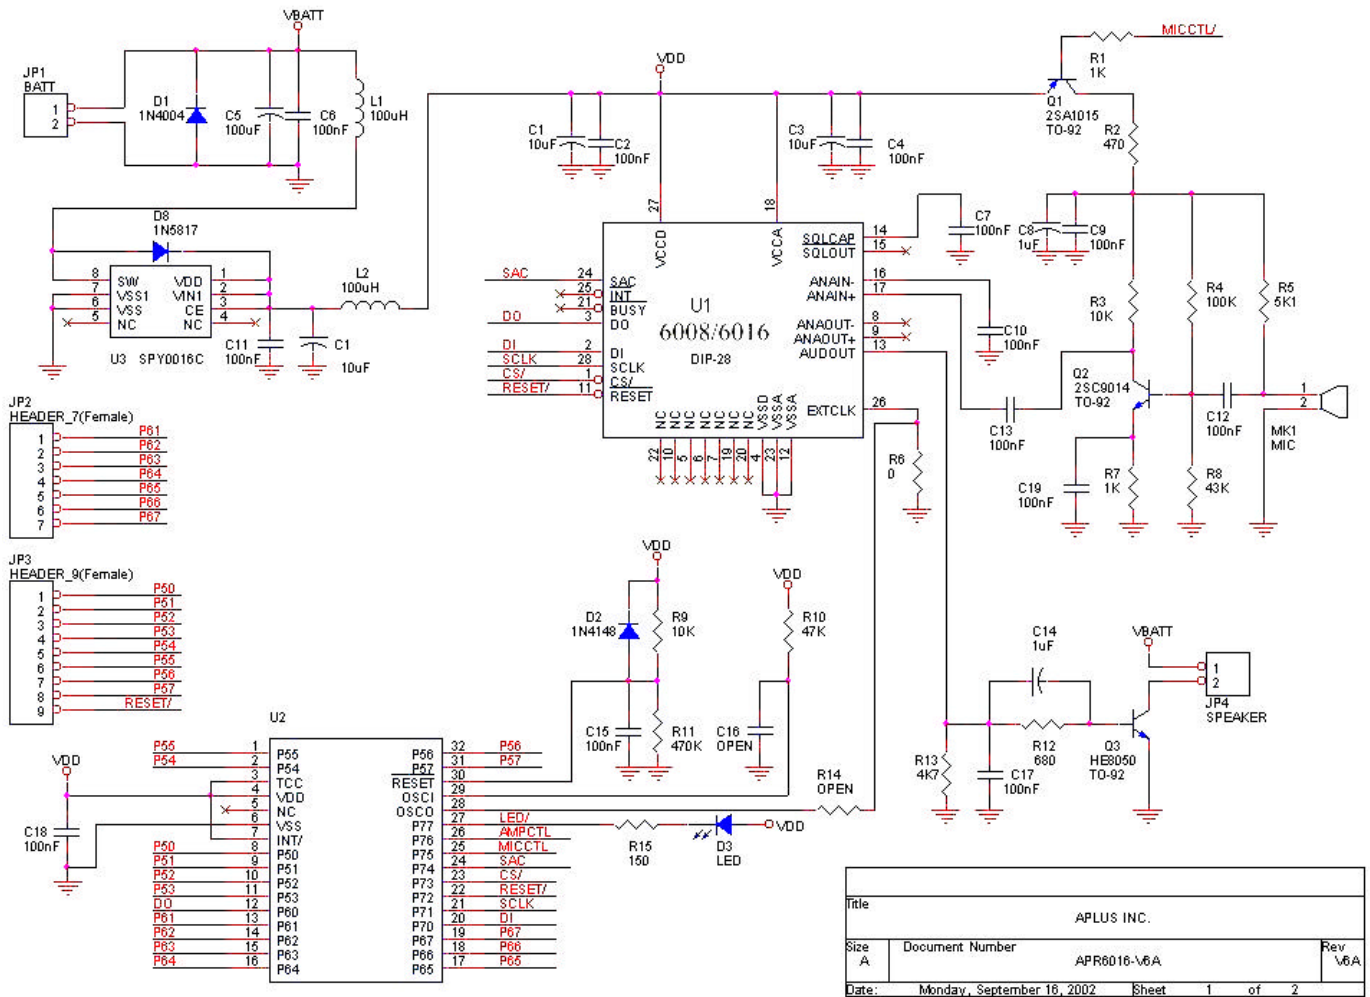 VBATT
JP1
BATT
1
2
D1
1N4004
C5
100uF
C6
100nF
L1
100uH
D8
1N5817
8 SW VDD 1
7 VSS1 VIN1 2
6 VSS CE 3
5 NC NC 4
U3 SPY0016C
C11
100nF
C1
10uF
L2
100uH
VDD
C1
10uF
C2
100nF
C3
10uF
C4
100nF
MICCTL/
R1
1K
Q1
2SA1015
TO-92
R2
470
27 VCCD
18 VCCA
U1
6008/6016
DIP-28
SAC 24 SAC
25 INT
21 BUSY
DO 3 DO
DI 2 DI
SCLK 28 SCLK
CS/ 1 CS/
RESET/ 11 RESET
14 SQLCAP
15 SQLOUT
16 ANAIN-
17 ANAIN+
8 ANAOUT-
9 ANAOUT+
13 AUDOUT
26 EXTCLK
NC NC NC NC NC NC NC VSSD VSSA VSSA
22 10 5 6 7 19 20 4 23 12
C7
100nF
C8
1uF
C9
100nF
C10
100nF
R3
10K
R4
100K
R5
5K1
Q2
2SC9014
TO-92
C13
100nF
C12
100nF
1
2
MK1
MIC
C19
100nF
R7
1K
R8
43K
R6
0
JP2
HEADER_7(Female)
1 P61
2 P62
3 P63
4 P64
5 P65
6 P66
7 P67
JP3
HEADER_9(Female)
1 P50
2 P51
3 P52
4 P53
5 P54
6 P55
7 P56
8 P57
9 RESET/
VDD
D2
1N4148
R9
10K
C15
100nF
R11
470K
VDD
R10
47K
C16
OPEN
R14
OPEN
U2
P55 1 P55
P54 2 P54
3 TCC
4 VDD
5 NC
6 VSS
7 INT/
P50 8 P50
P51 9 P51
P52 10 P52
P53 11 P53
DO 12 P60
P61 13 P61
P62 14 P62
P63 15 P63
P64 16 P64
P56 32 P56
P57 31 P57
RESET 30
OSCI 29
OSCO 28
P77 27 LED/
P76 26 AMPCTL
P75 25 MICCTL
P74 24 SAC
P73 23 CS/
P72 22 RESET/
P71 21 SCLK
P70 20 DI
P67 19 P67
P66 18 P66
P65 17 P65
VDD
C18
100nF
R15
150
D3
LED
VDD
R13
4K7
C17
100nF
C14
1uF
R12
680
Q3
HE8050
TO-92
VBATT
1
2
JP4
SPEAKER
Title
APLUS INC.
Size
A
Document Number
APR6016-V6A
Rev
V6A
Date: Monday, September 16, 2002 Sheet 1 of 2